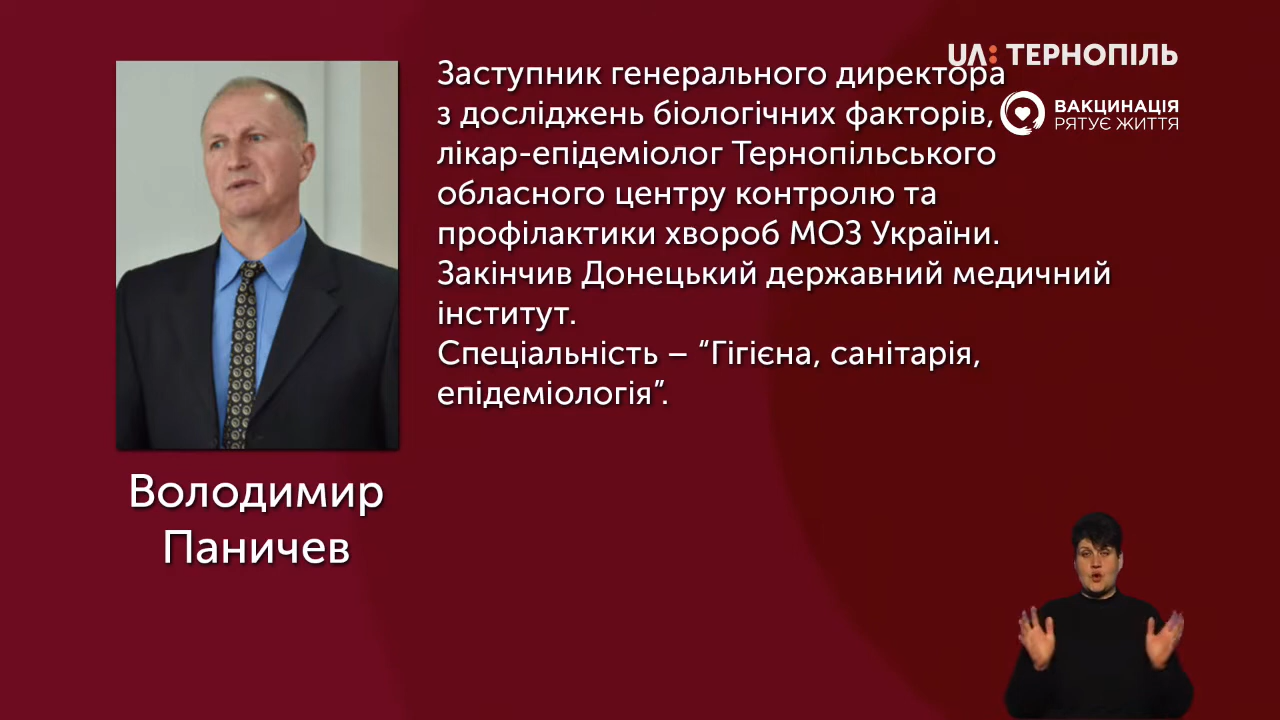 UA: ТЕРНОПІЛЬ
ВАКЦИНАЦІЯ
РЯТУЄ ЖИТТЯ
Заступник генерального директора
з досліджень біологічних факторів,
лікар-епідеміолог Тернопільського
обласного центру контролю та
профілактики хвороб МОЗ України.
Закінчив Донецький державний медичний
інститут.
Спеціальність – “Гігієна, санітарія,
епідеміологія”.
Володимир
Паничев